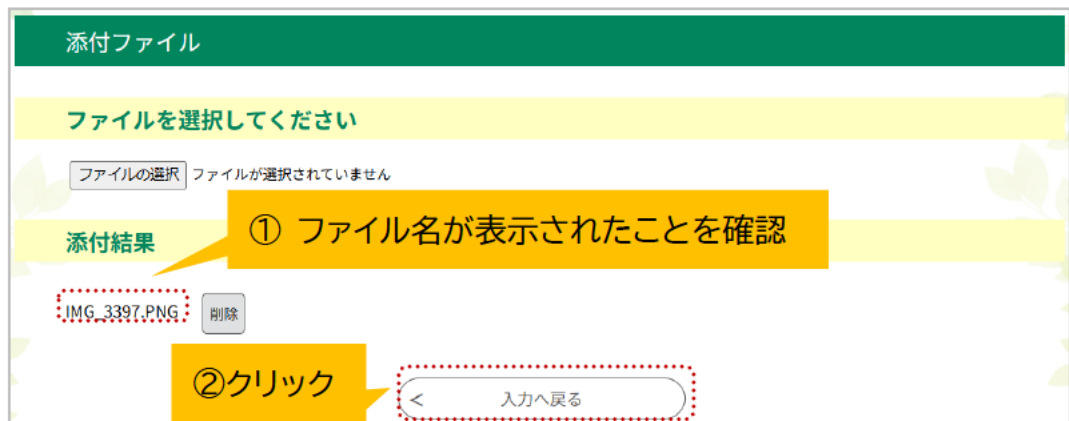 添付ファイル
ファイルを選択してください
ファイルの選択 ファイルが選択されていません
① ファイル名が表示されたことを確認
添付結果
IMG_3397.PNG 削除
②クリック
< 入力へ戻る